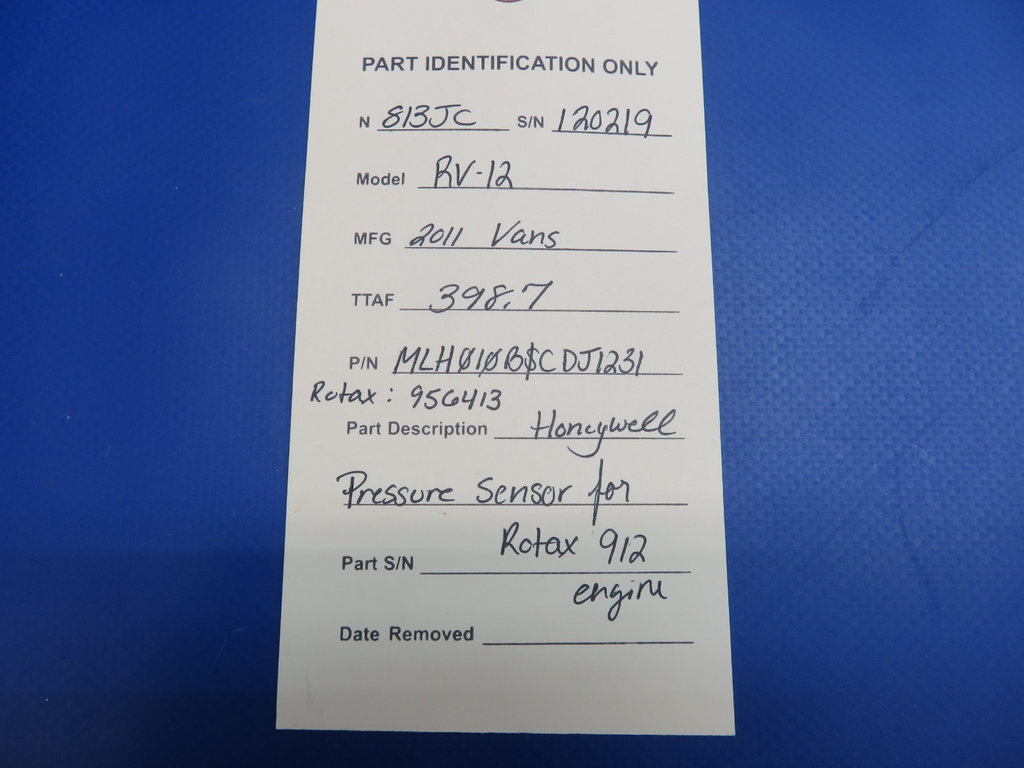 PART IDENTIFICATION ONLY
N 813JC S/N 120219
Model RV-12
MFG 2011 Vans
TTAF 398.7
P/N MLHØ1ØB$CDJ1231
Rotax: 956413
Part Description Honeywell
Pressure Sensor for
Part S/N Rotax 912
engine
Date Removed